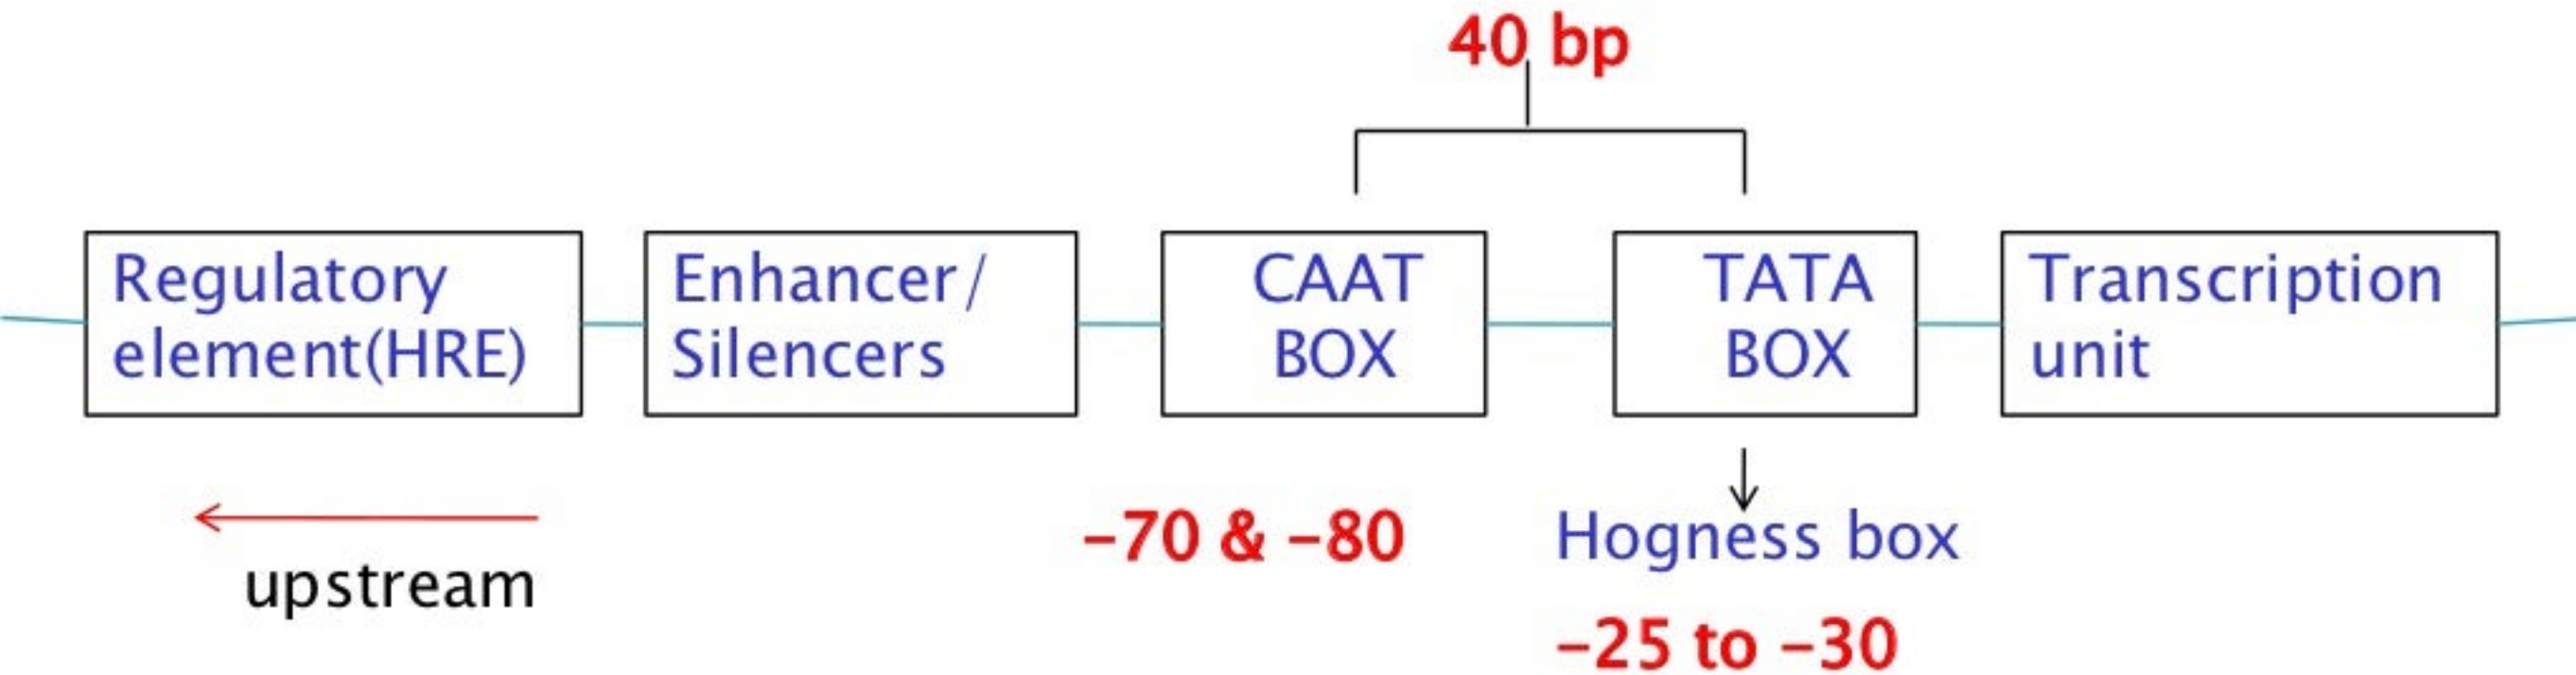 40 bp
Regulatory
element(HRE)
Enhancer/
Silencers
CAAT
BOX
TATA
BOX
Transcription
unit
upstream
-70 & -80
Hogness box
-25 to -30